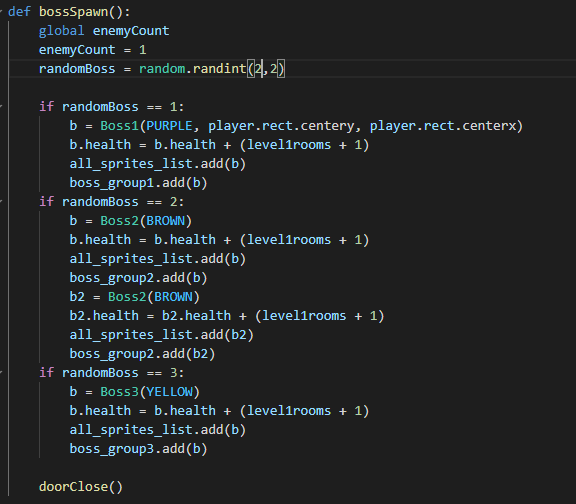 def bossSpawn():
    global enemyCount
    enemyCount = 1
    randomBoss = random.randint(2,2)

    if randomBoss == 1:
        b = Boss1(PURPLE, player.rect.centery, player.rect.centerx)
        b.health = b.health + (level1rooms + 1)
        all_sprites_list.add(b)
        boss_group1.add(b)
    if randomBoss == 2:
        b = Boss2(BROWN)
        b.health = b.health + (level1rooms + 1)
        all_sprites_list.add(b)
        boss_group2.add(b)
        b2 = Boss2(BROWN)
        b2.health = b2.health + (level1rooms + 1)
        all_sprites_list.add(b2)
        boss_group2.add(b2)
    if randomBoss == 3:
        b = Boss3(YELLOW)
        b.health = b.health + (level1rooms + 1)
        all_sprites_list.add(b)
        boss_group3.add(b)

    doorClose()